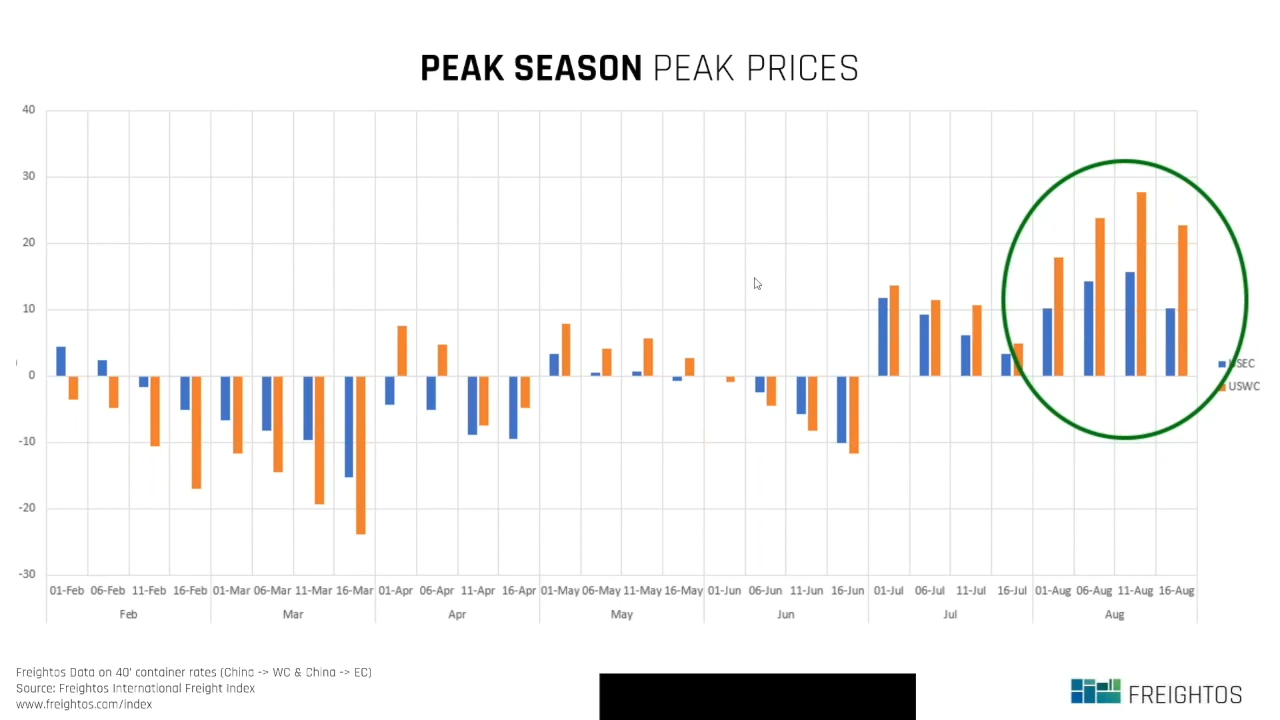 PEAK SEASON PEAK PRICES
40
30
20
10
0
-10
-20
-30
USEC
USWC
01-Feb 06-Feb 11-Feb 16-Feb 01-Mar 06-Mar 11-Mar 16-Mar 01-Apr 06-Apr 11-Apr 16-Apr 01-May 06-May 11-May 16-May 01-Jun 06-Jun 11-Jun 16-Jun 01-Jul 06-Jul 11-Jul 16-Jul 01-Aug 06-Aug 11-Aug 16-Aug
Feb Mar Apr May Jun Jul Aug
Freightos Data on 40' container rates (China -> WC & China -> EC)
Source: Freightos International Freight Index
www.freightos.com/index
FREIGHTOS